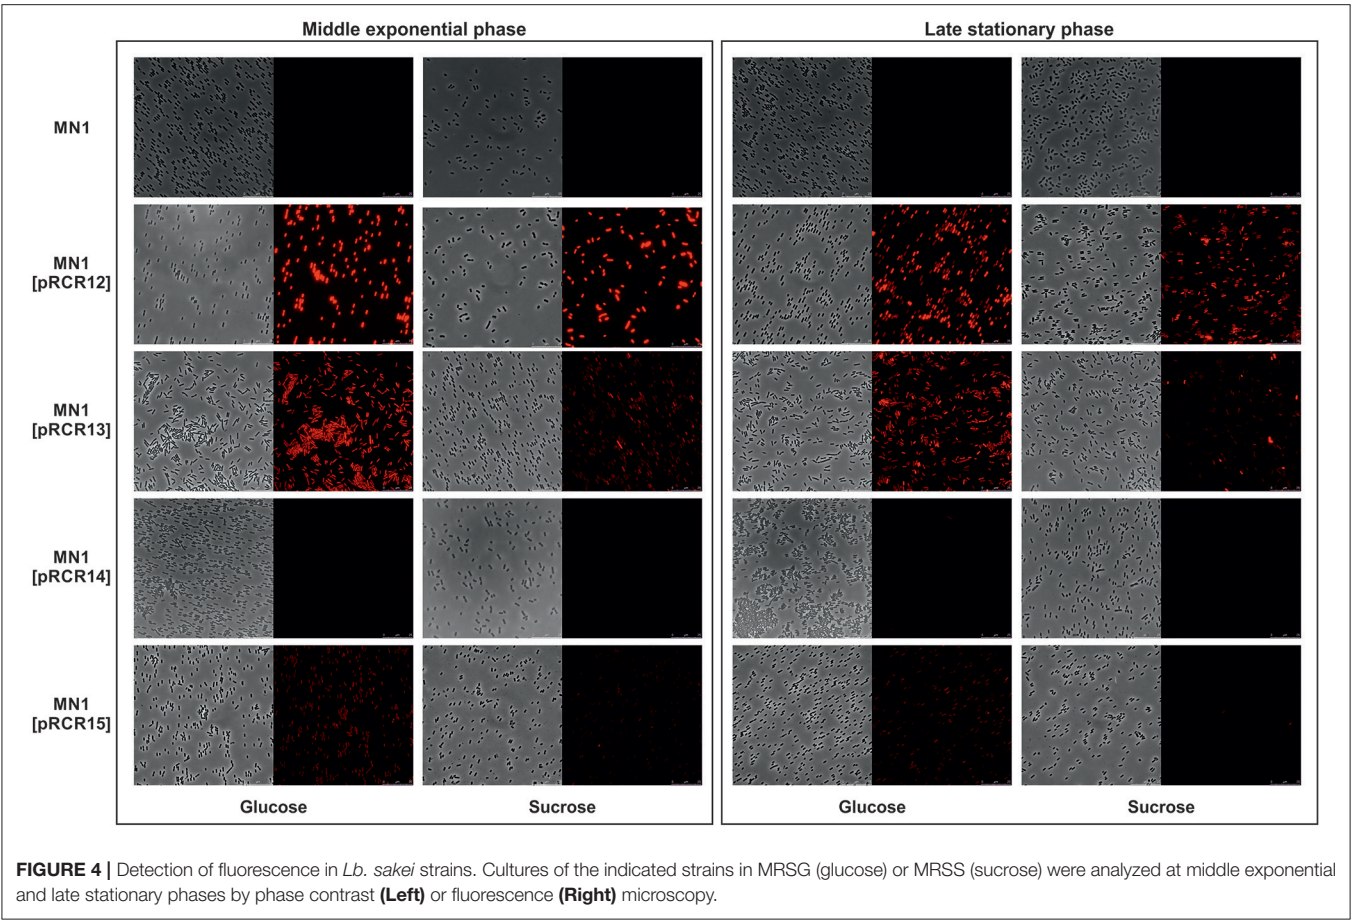 Middle exponential phase
Late stationary phase
MN1
MN1
[pRCR12]
MN1
[pRCR13]
MN1
[pRCR14]
MN1
[pRCR15]
Glucose
Sucrose
Glucose
Sucrose
FIGURE 4 | Detection of fluorescence in Lb. sakei strains. Cultures of the indicated strains in MRSG (glucose) or MRSS (sucrose) were analyzed at middle exponential
and late stationary phases by phase contrast (Left) or fluorescence (Right) microscopy.